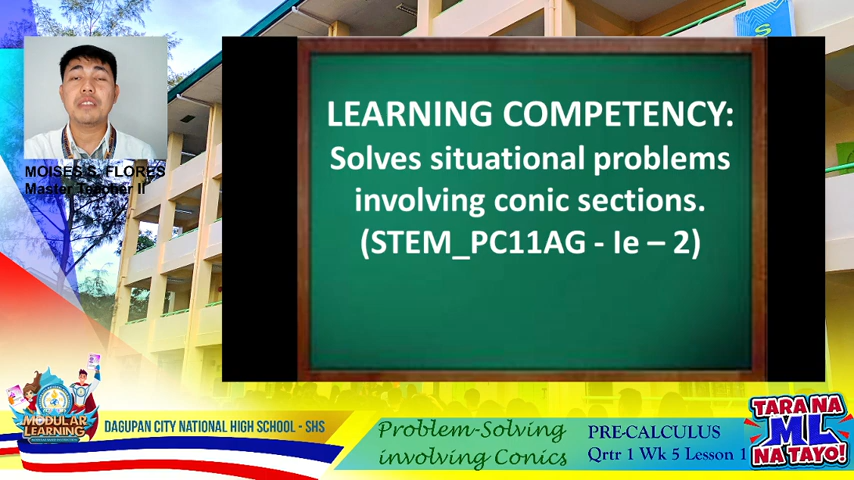 MOISES S. FLORES
Master Teacher II
LEARNING COMPETENCY:
Solves situational problems
involving conic sections.
(STEM_PC11AG - Ie – 2)
MODULAR
LEARNING
DAGUPAN CITY NATIONAL HIGH SCHOOL - SHS
Problem-Solving
involving Conics
PRE-CALCULUS
Qrtr 1 Wk 5 Lesson 1
TARA NA
ML
NA TAYO!